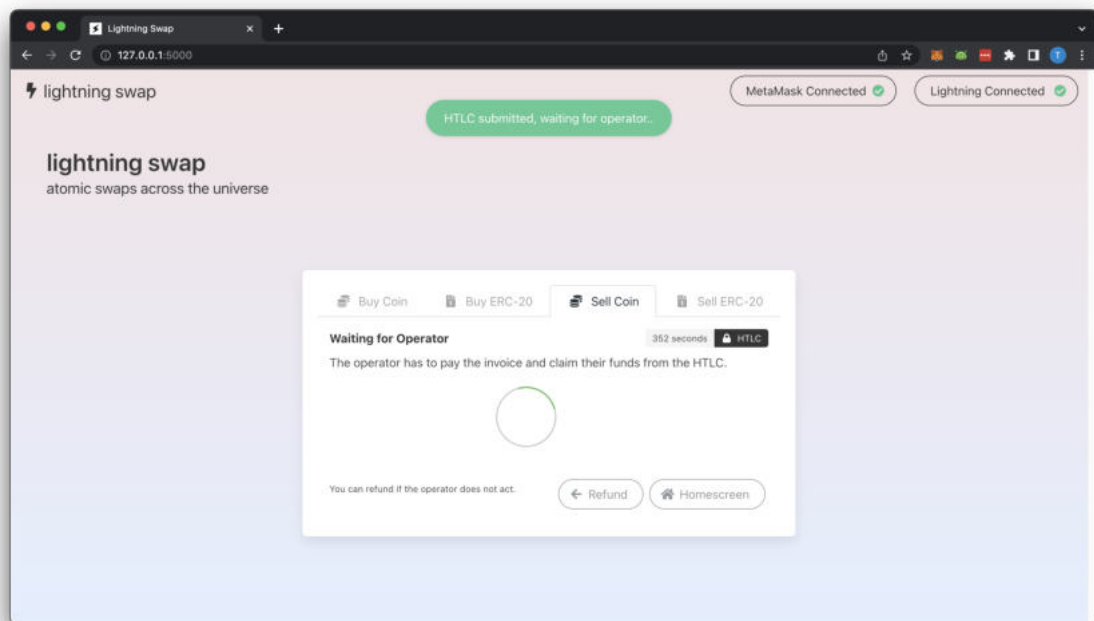 Lightning Swap
127.0.0.1:5000
T
lightning swap
MetaMask Connected
Lightning Connected
HTLC submitted, waiting for operator..
lightning swap
atomic swaps across the universe
Buy Coin
Buy ERC-20
Sell Coin
Sell ERC-20
Waiting for Operator
352 seconds
HTLC
The operator has to pay the invoice and claim their funds from the HTLC.
You can refund if the operator does not act.
Refund
Homescreen